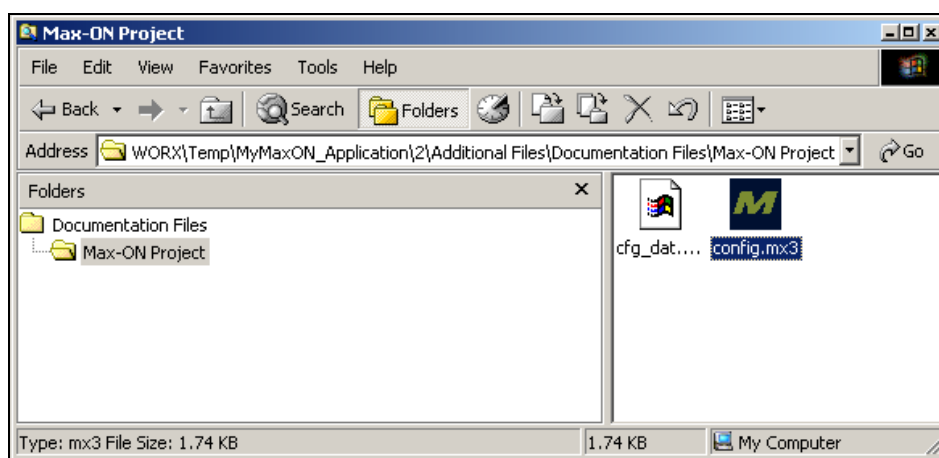 Max-ON Project
File Edit View Favorites Tools Help
Back Search Folders
Address WORX\Temp\MyMaxON_Application\2\Additional Files\Documentation Files\Max-ON Project Go
Folders
Documentation Files
Max-ON Project
M
cfg_dat.... config.mx3
Type: mx3 File Size: 1.74 KB 1.74 KB My Computer